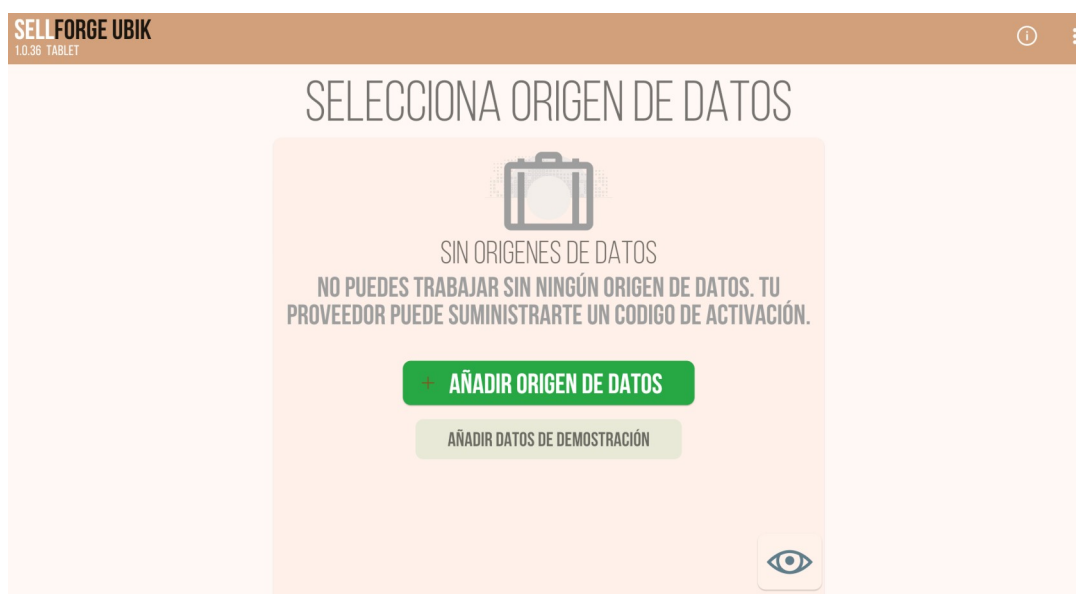 SELLFORGE UBIK
1.0.36 TABLET
SELECCIONA ORIGEN DE DATOS
SIN ORIGENES DE DATOS
NO PUEDES TRABAJAR SIN NINGÚN ORIGEN DE DATOS. TU
PROVEEDOR PUEDE SUMINISTRARTE UN CODIGO DE ACTIVACIÓN.
+ AÑADIR ORIGEN DE DATOS
AÑADIR DATOS DE DEMOSTRACIÓN